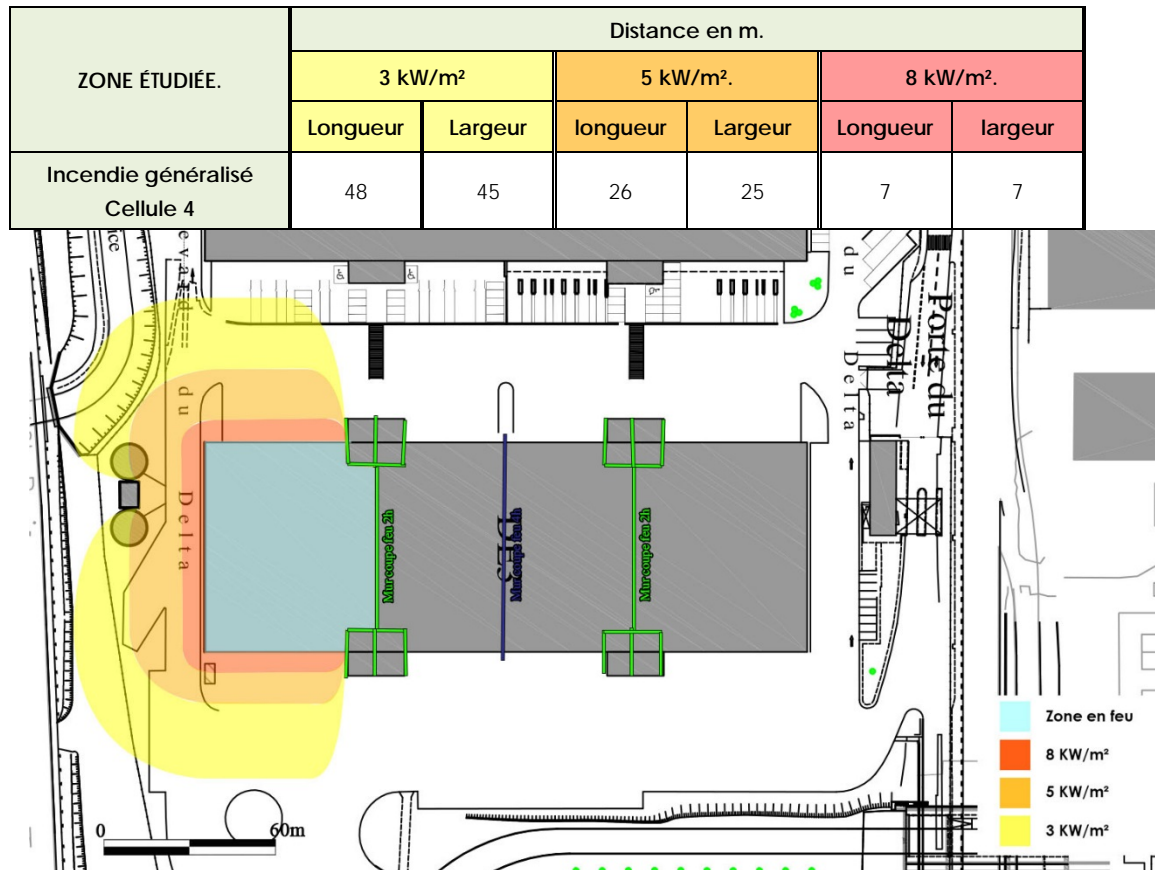 ZONE ÉTUDIÉE.
Distance en m.
3 kW/m²
5 kW/m².
8 kW/m².
Longueur
Largeur
longueur
Largeur
Longueur
largeur
Incendie généralisé
Cellule 4
48
45
26
25
7
7
du
Delta
du
Delta
Porte du
Delta
Delta
Mur coupe feu 2h
Mur coupe feu 2h
Zone en feu
8 KW/m²
5 KW/m²
3 KW/m²
0
60m